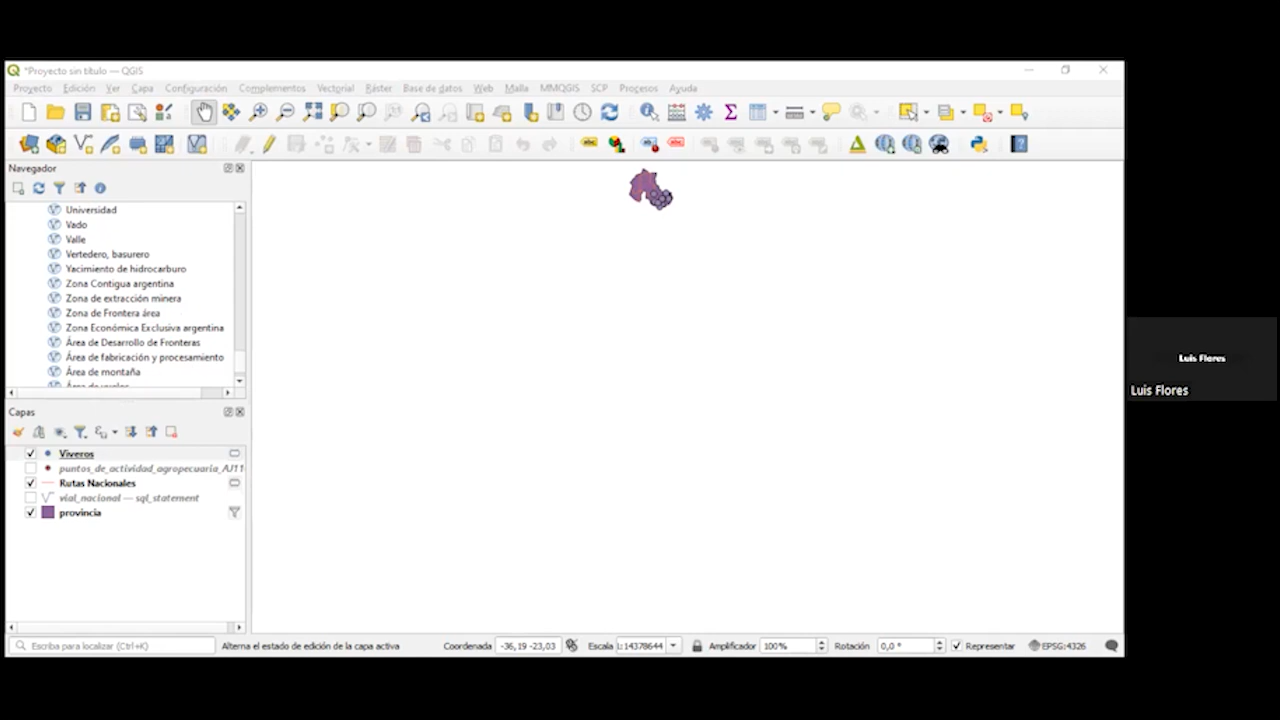 *Proyecto sin título — QGIS
Proyecto Edición Ver Capa Configuración Complementos Vectorial Ráster Base de datos Web Malla MMQGIS SCP Procesos Ayuda
Navegador
Universidad
Vado
Valle
Vertedero, basurero
Yacimiento de hidrocarburo
Zona Contigua argentina
Zona de extracción minera
Zona de Frontera área
Zona Económica Exclusiva argentina
Área de Desarrollo de Fronteras
Área de fabricación y procesamiento
Área de montaña
Capas
Viveros
puntos_de_actividad_agropecuaria_AJ11
Rutas Nacionales
vial_nacional — sql_statement
provincia
Luis Flores
Luis Flores
Escriba para localizar (Ctrl+K) Alterna el estado de edición de la capa activa Coordenada -36,19 -23,03 Escala 1:14378644 Amplificador 100% Rotación 0,0 ° Representar EPSG:4326